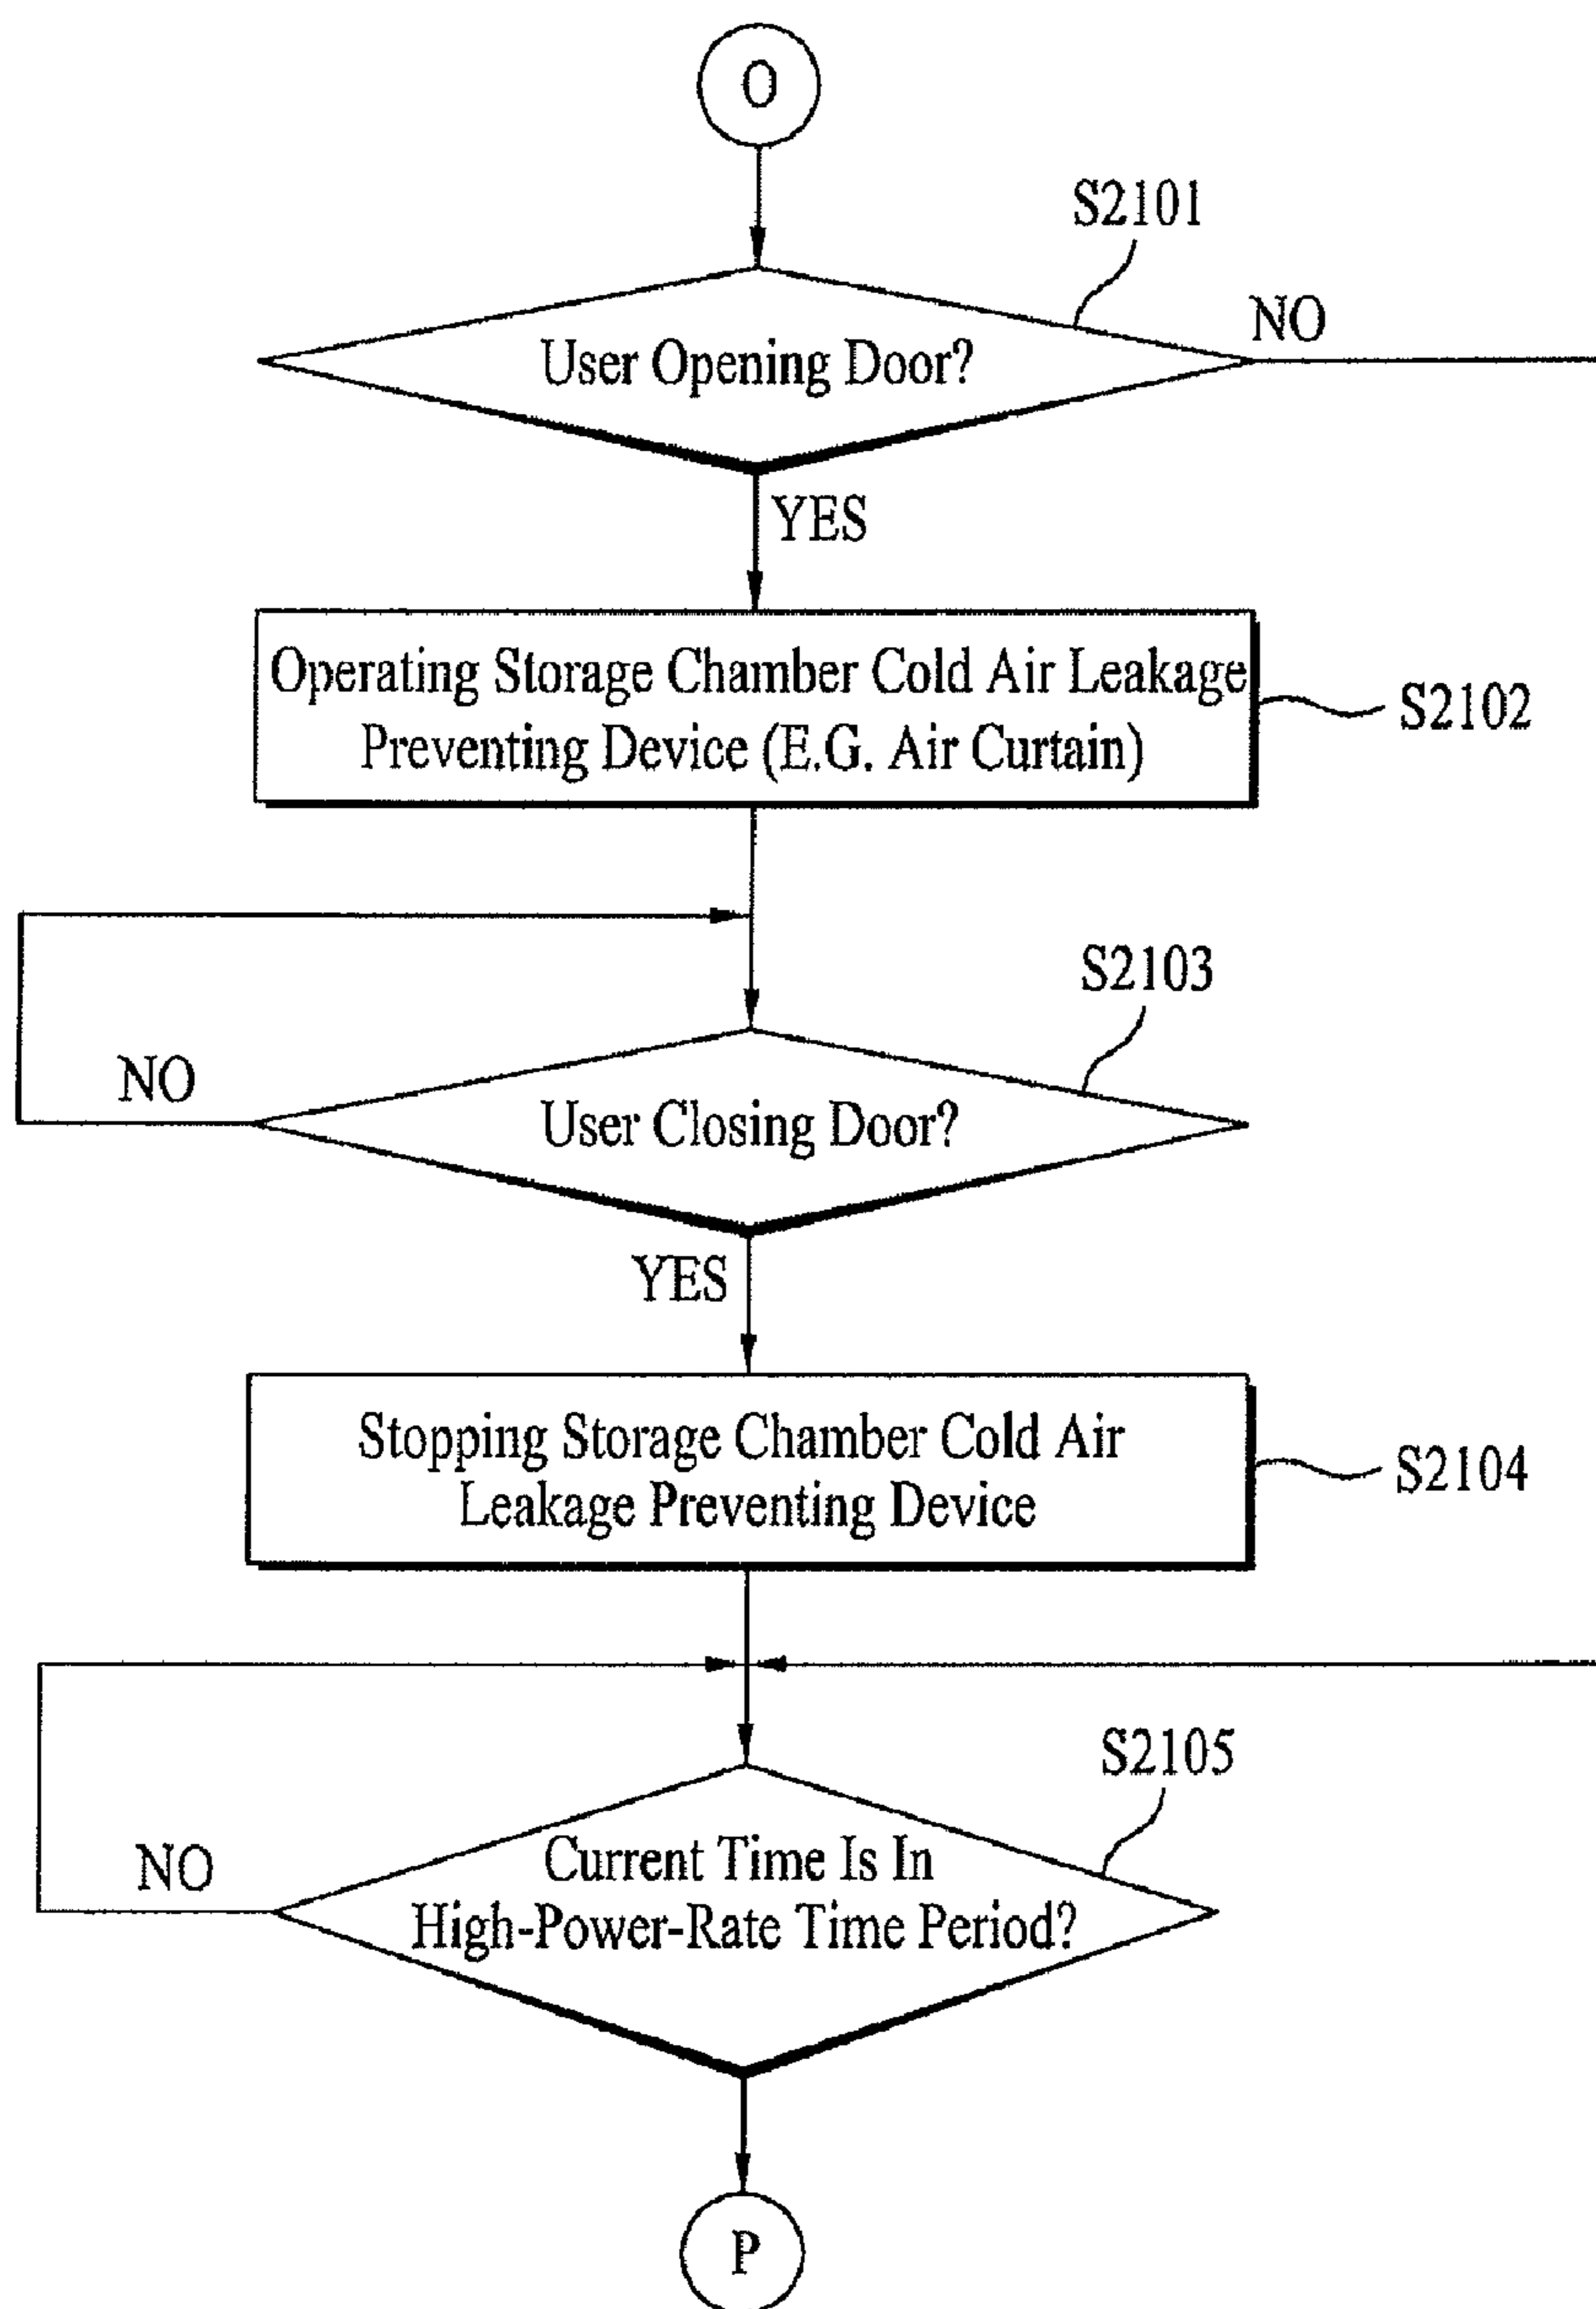 O
S2101
NO
User Opening Door?
YES
Operating Storage Chamber Cold Air Leakage
Preventing Device (E.G. Air Curtain)
S2102
S2103
NO
User Closing Door?
YES
Stopping Storage Chamber Cold Air
Leakage Preventing Device
S2104
S2105
NO
Current Time Is In
High-Power-Rate Time Period?
P